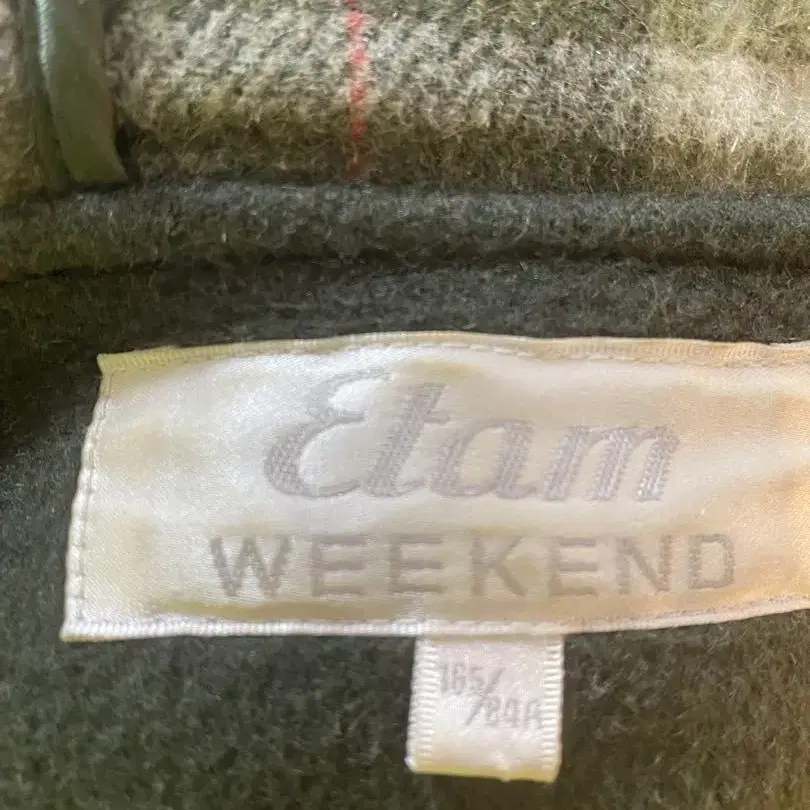 Etam
WEEKEND
165/
/84A